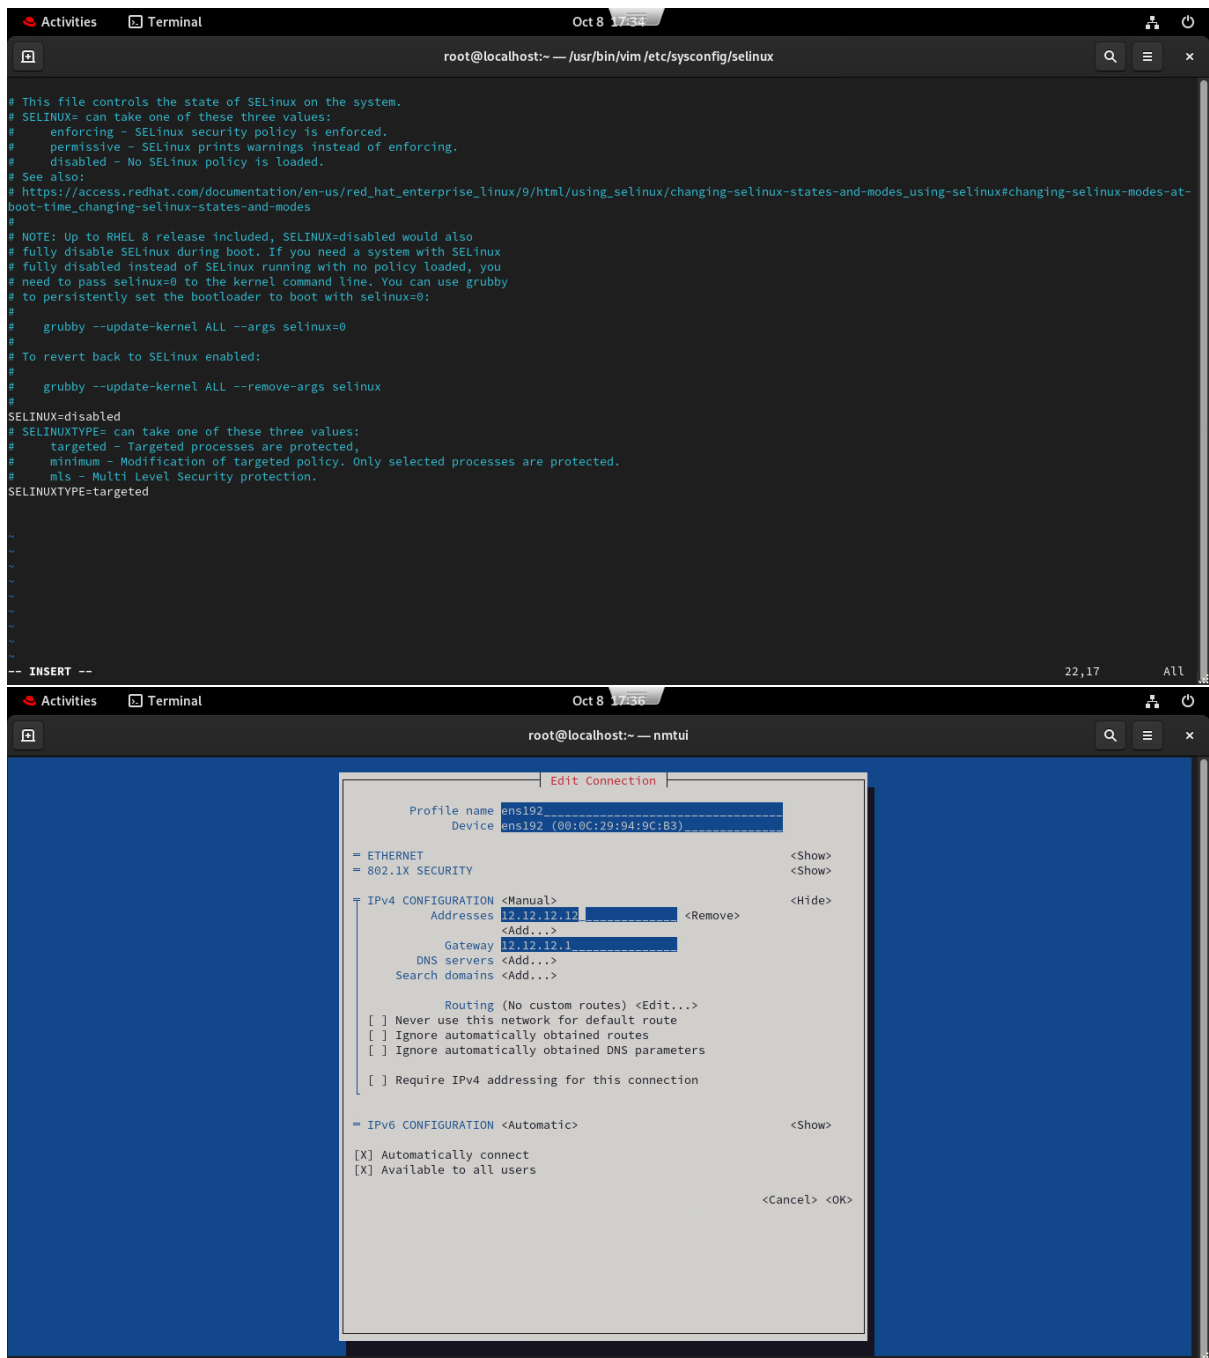 Activities Terminal Oct 8 17:34
root@localhost:~ — /usr/bin/vim /etc/sysconfig/selinux
# This file controls the state of SELinux on the system.
# SELINUX= can take one of these three values:
#     enforcing - SELinux security policy is enforced.
#     permissive - SELinux prints warnings instead of enforcing.
#     disabled - No SELinux policy is loaded.
# See also:
# https://access.redhat.com/documentation/en-us/red_hat_enterprise_linux/9/html/using_selinux/changing-selinux-states-and-modes_using-selinux#changing-selinux-modes-at-
boot-time_changing-selinux-states-and-modes
#
# NOTE: Up to RHEL 8 release included, SELINUX=disabled would also
# fully disable SELinux during boot. If you need a system with SELinux
# fully disabled instead of SELinux running with no policy loaded, you
# need to pass selinux=0 to the kernel command line. You can use grubby
# to persistently set the bootloader to boot with selinux=0:
#
#    grubby --update-kernel ALL --args selinux=0
#
# To revert back to SELinux enabled:
#
#    grubby --update-kernel ALL --remove-args selinux
#
SELINUX=disabled
# SELINUXTYPE= can take one of these three values:
#     targeted - Targeted processes are protected,
#     minimum - Modification of targeted policy. Only selected processes are protected.
#     mls - Multi Level Security protection.
SELINUXTYPE=targeted
~
~
~
~
~
~
~
~
~
-- INSERT -- 22,17 All
Activities Terminal Oct 8 17:36
root@localhost:~ — nmtui
Edit Connection
Profile name ens192
Device ens192 (00:0C:29:94:9C:B3)
= ETHERNET <Show>
= 802.1X SECURITY <Show>
IPv4 CONFIGURATION <Manual> <Hide>
Addresses 12.12.12.12 <Remove>
<Add...>
Gateway 12.12.12.1
DNS servers <Add...>
Search domains <Add...>
Routing (No custom routes) <Edit...>
[ ] Never use this network for default route
[ ] Ignore automatically obtained routes
[ ] Ignore automatically obtained DNS parameters
[ ] Require IPv4 addressing for this connection
= IPv6 CONFIGURATION <Automatic> <Show>
[X] Automatically connect
[X] Available to all users
<Cancel> <OK>